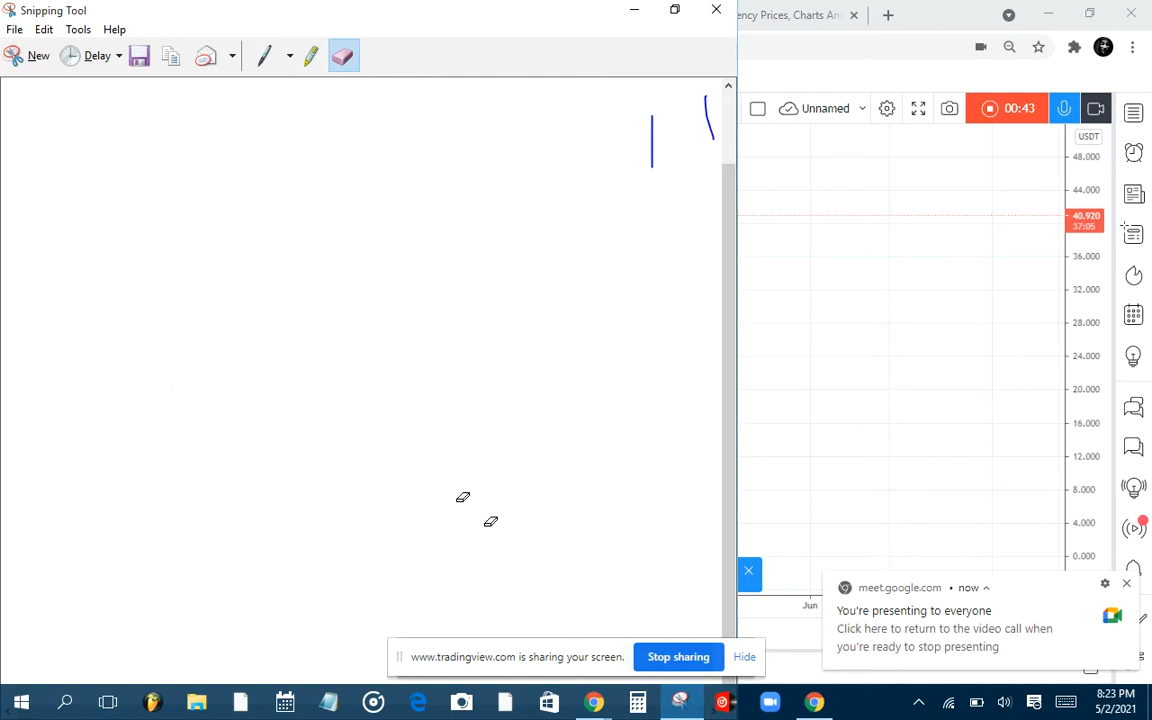 Snipping Tool
File Edit Tools Help
New Delay
ency Prices, Charts An
Unnamed
00:43
USDT
48.000
44.000
40.920
37:05
36.000
32.000
28.000
24.000
20.000
16.000
12.000
8.000
4.000
0.000
Jun
meet.google.com • now
You're presenting to everyone
Click here to return to the video call when
you're ready to stop presenting
www.tradingview.com is sharing your screen. Stop sharing Hide
8:23 PM
5/2/2021